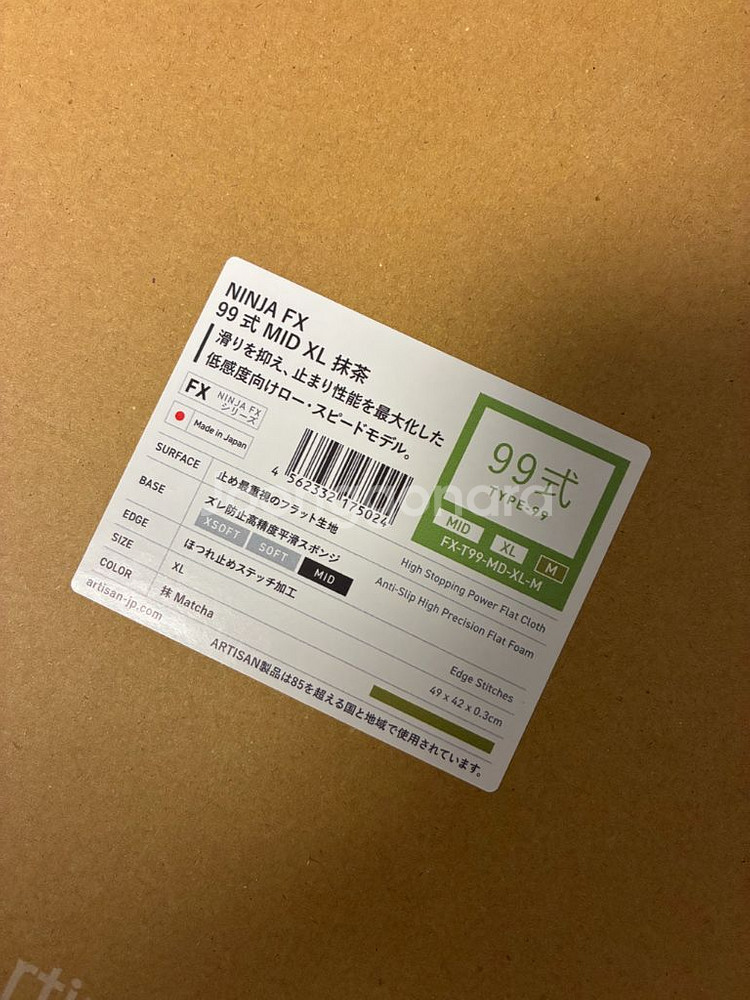 NINJA FX
99式 MID XL 抹茶
滑りを抑え、止まり性能を最大化した
低感度向けロー・スピードモデル。
FX NINJA FX
シリーズ
Made in Japan
4 562332 175024
99式
TYPE-99
MID XL M
FX-T99-MD-XL-M
SURFACE 止め最重視のフラット生地 High Stopping Power Flat Cloth
BASE ズレ防止高精度平滑スポンジ Anti-Slip High Precision Flat Foam
XSOFT SOFT MID
EDGE ほつれ止めステッチ加工 Edge Stitches
SIZE XL 49 x 42 x 0.3cm
COLOR 抹 Matcha
artisan-jp.com
ARTISAN製品は85を超える国と地域で使用されています。